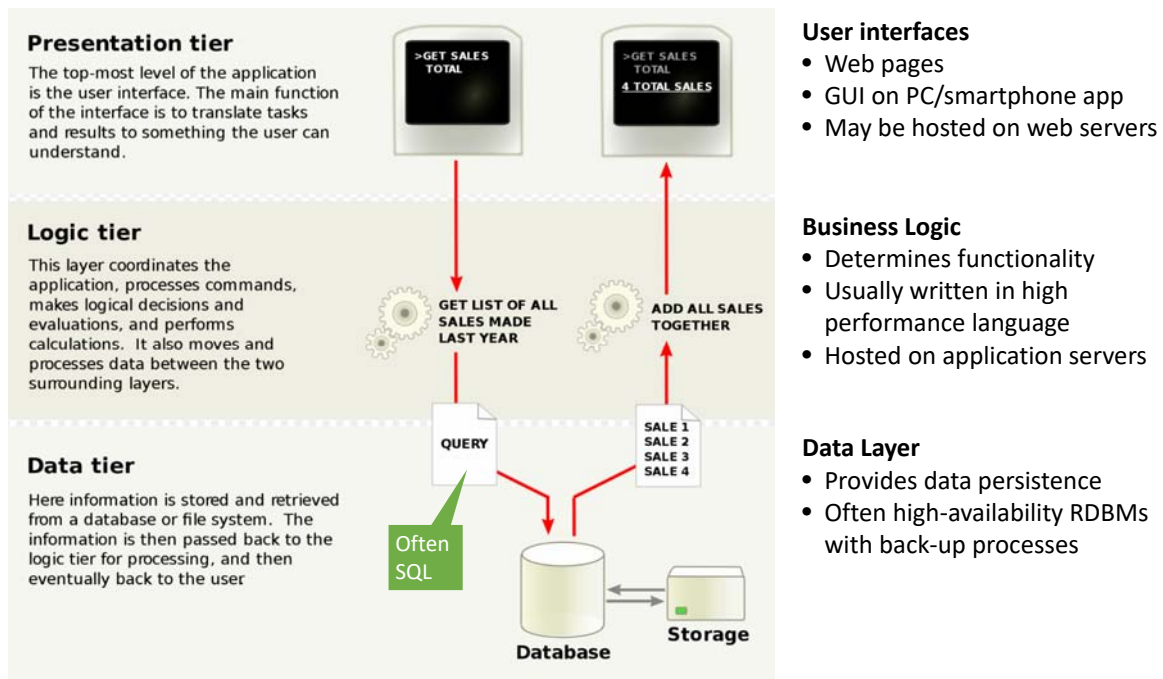 Presentation tier
The top-most level of the application
is the user interface. The main function
of the interface is to translate tasks
and results to something the user can
understand.
>GET SALES
TOTAL
>GET SALES
TOTAL
4 TOTAL SALES
User interfaces
• Web pages
• GUI on PC/smartphone app
• May be hosted on web servers
Logic tier
This layer coordinates the
application, processes commands,
makes logical decisions and
evaluations, and performs
calculations. It also moves and
processes data between the two
surrounding layers.
GET LIST OF ALL
SALES MADE
LAST YEAR
ADD ALL SALES
TOGETHER
Business Logic
• Determines functionality
• Usually written in high
performance language
• Hosted on application servers
Data tier
Here information is stored and retrieved
from a database or file system. The
information is then passed back to the
logic tier for processing, and then
eventually back to the user
QUERY
Often
SQL
SALE 1
SALE 2
SALE 3
SALE 4
Database
Storage
Data Layer
• Provides data persistence
• Often high-availability RDBMs
with back-up processes